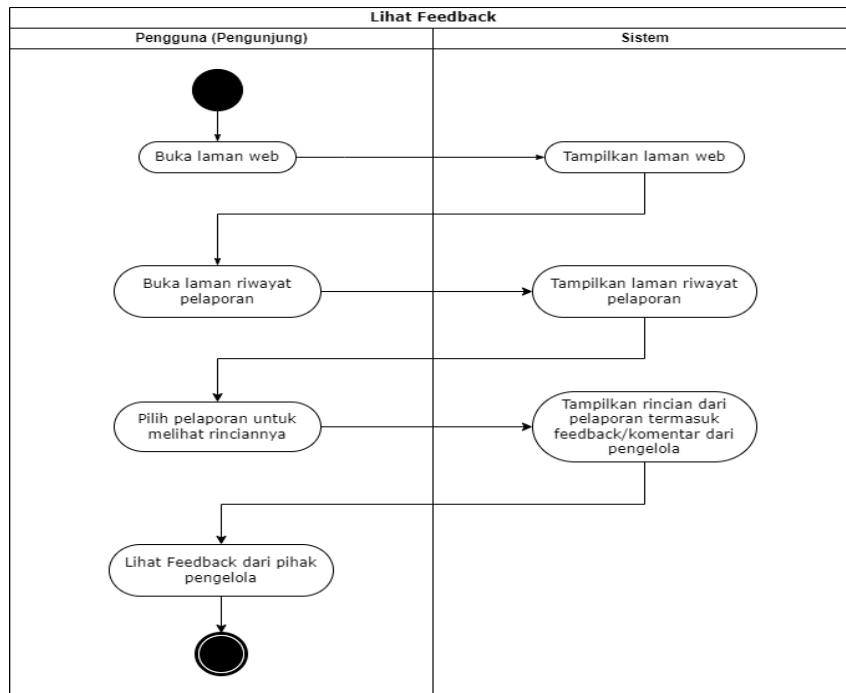 Lihat Feedback
Pengguna (Pengunjung)
Sistem
Buka laman web
Tampilkan laman web
Buka laman riwayat
pelaporan
Tampilkan laman riwayat
pelaporan
Pilih pelaporan untuk
melihat rinciannya
Tampilkan rincian dari
pelaporan termasuk
feedback/komentar dari
pengelola
Lihat Feedback dari pihak
pengelola